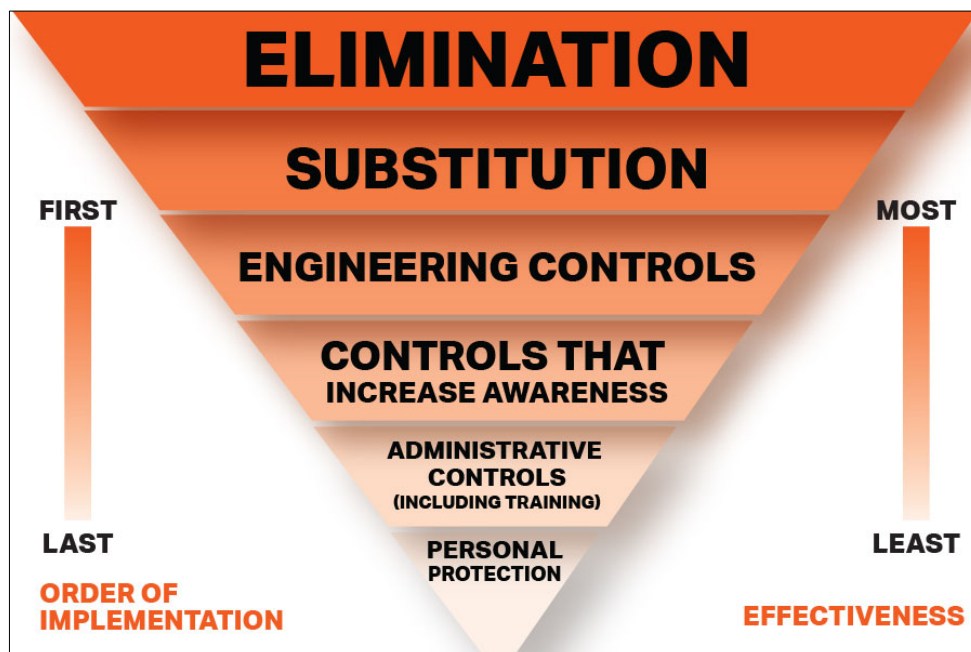 ELIMINATION
SUBSTITUTION
FIRST
MOST
ENGINEERING CONTROLS
CONTROLS THAT
INCREASE AWARENESS
ADMINISTRATIVE
CONTROLS
(INCLUDING TRAINING)
LAST
LEAST
PERSONAL
PROTECTION
ORDER OF
IMPLEMENTATION
EFFECTIVENESS